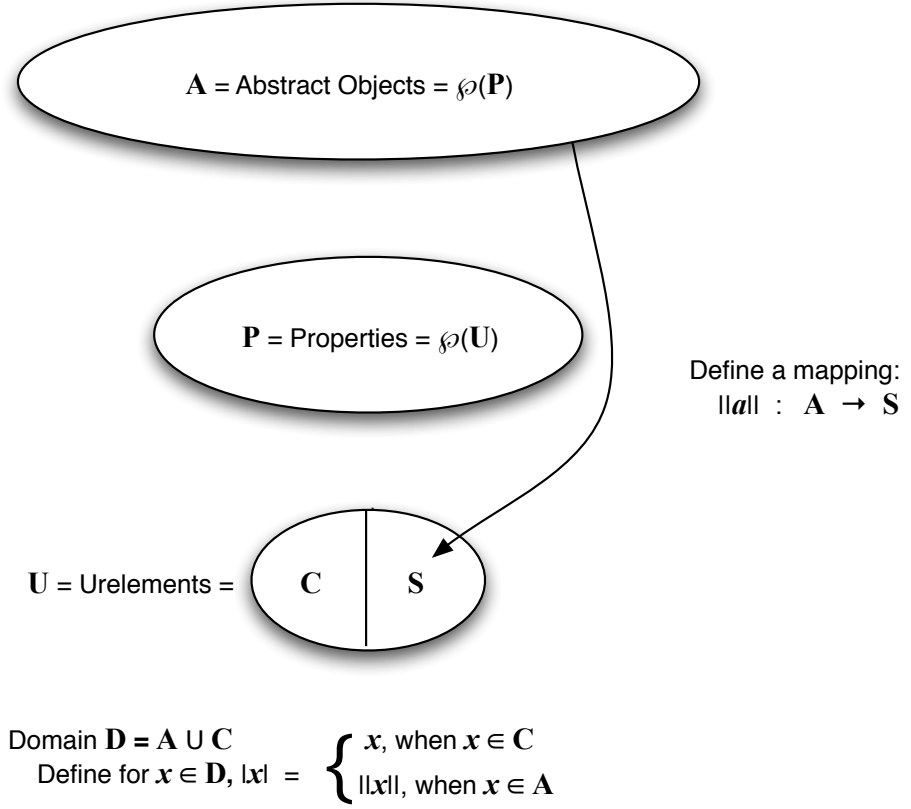 A = Abstract Objects = ℘(P)
P = Properties = ℘(U)
Define a mapping:
||a|| : A → S
U = Urelements =
C
S
Domain D = A ∪ C
Define for x ∈ D, |x| = { x, when x ∈ C
||x||, when x ∈ A